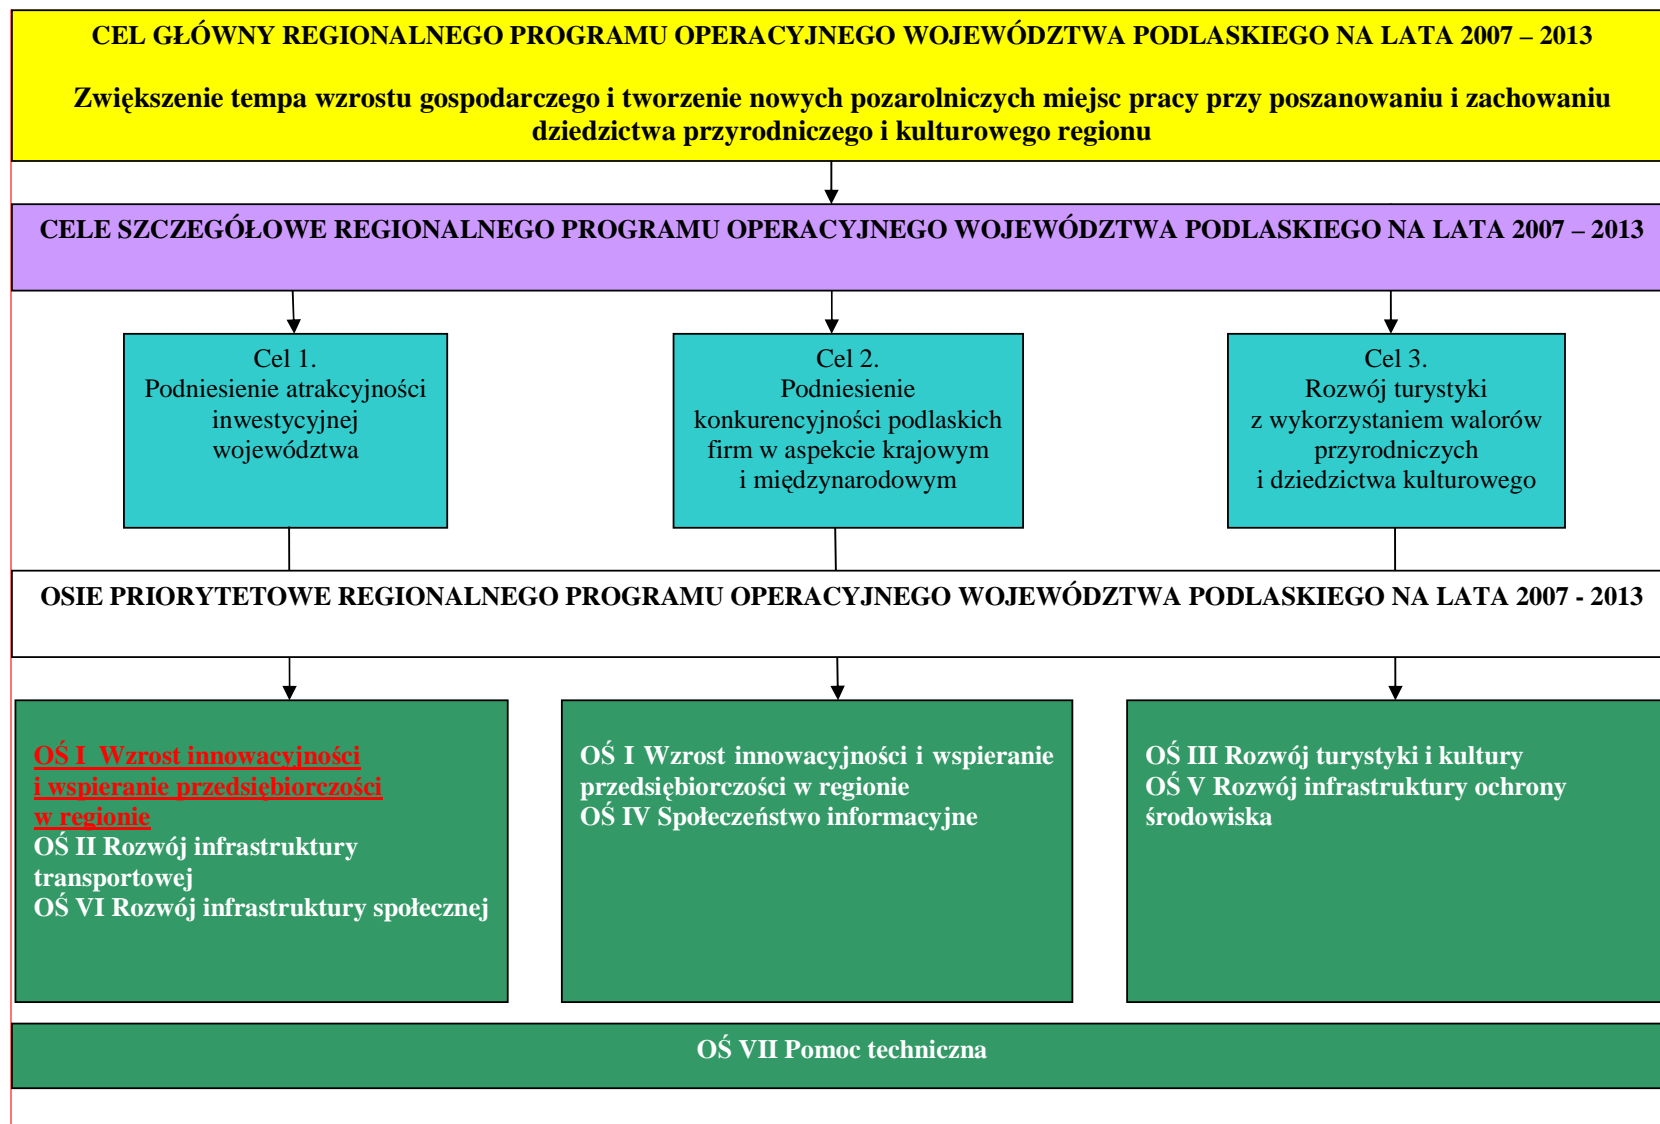 CEL GŁÓWNY REGIONALNEGO PROGRAMU OPERACYJNEGO WOJEWÓDZTWA PODLASKIEGO NA LATA 2007 – 2013
Zwiększenie tempa wzrostu gospodarczego i tworzenie nowych pozarolniczych miejsc pracy przy poszanowaniu i zachowaniu
dziedzictwa przyrodniczego i kulturowego regionu
CELE SZCZEGÓŁOWE REGIONALNEGO PROGRAMU OPERACYJNEGO WOJEWÓDZTWA PODLASKIEGO NA LATA 2007 – 2013
Cel 1.
Podniesienie atrakcyjności
inwestycyjnej
województwa
Cel 2.
Podniesienie
konkurencyjności podlaskich
firm w aspekcie krajowym
i międzynarodowym
Cel 3.
Rozwój turystyki
z wykorzystaniem walorów
przyrodniczych
i dziedzictwa kulturowego
OSIE PRIORYTETOWE REGIONALNEGO PROGRAMU OPERACYJNEGO WOJEWÓDZTWA PODLASKIEGO NA LATA 2007 - 2013
OŚ I Wzrost innowacyjności
i wspieranie przedsiębiorczości
w regionie
OŚ II Rozwój infrastruktury
transportowej
OŚ VI Rozwój infrastruktury społecznej
OŚ I Wzrost innowacyjności i wspieranie
przedsiębiorczości w regionie
OŚ IV Społeczeństwo informacyjne
OŚ III Rozwój turystyki i kultury
OŚ V Rozwój infrastruktury ochrony
środowiska
OŚ VII Pomoc techniczna